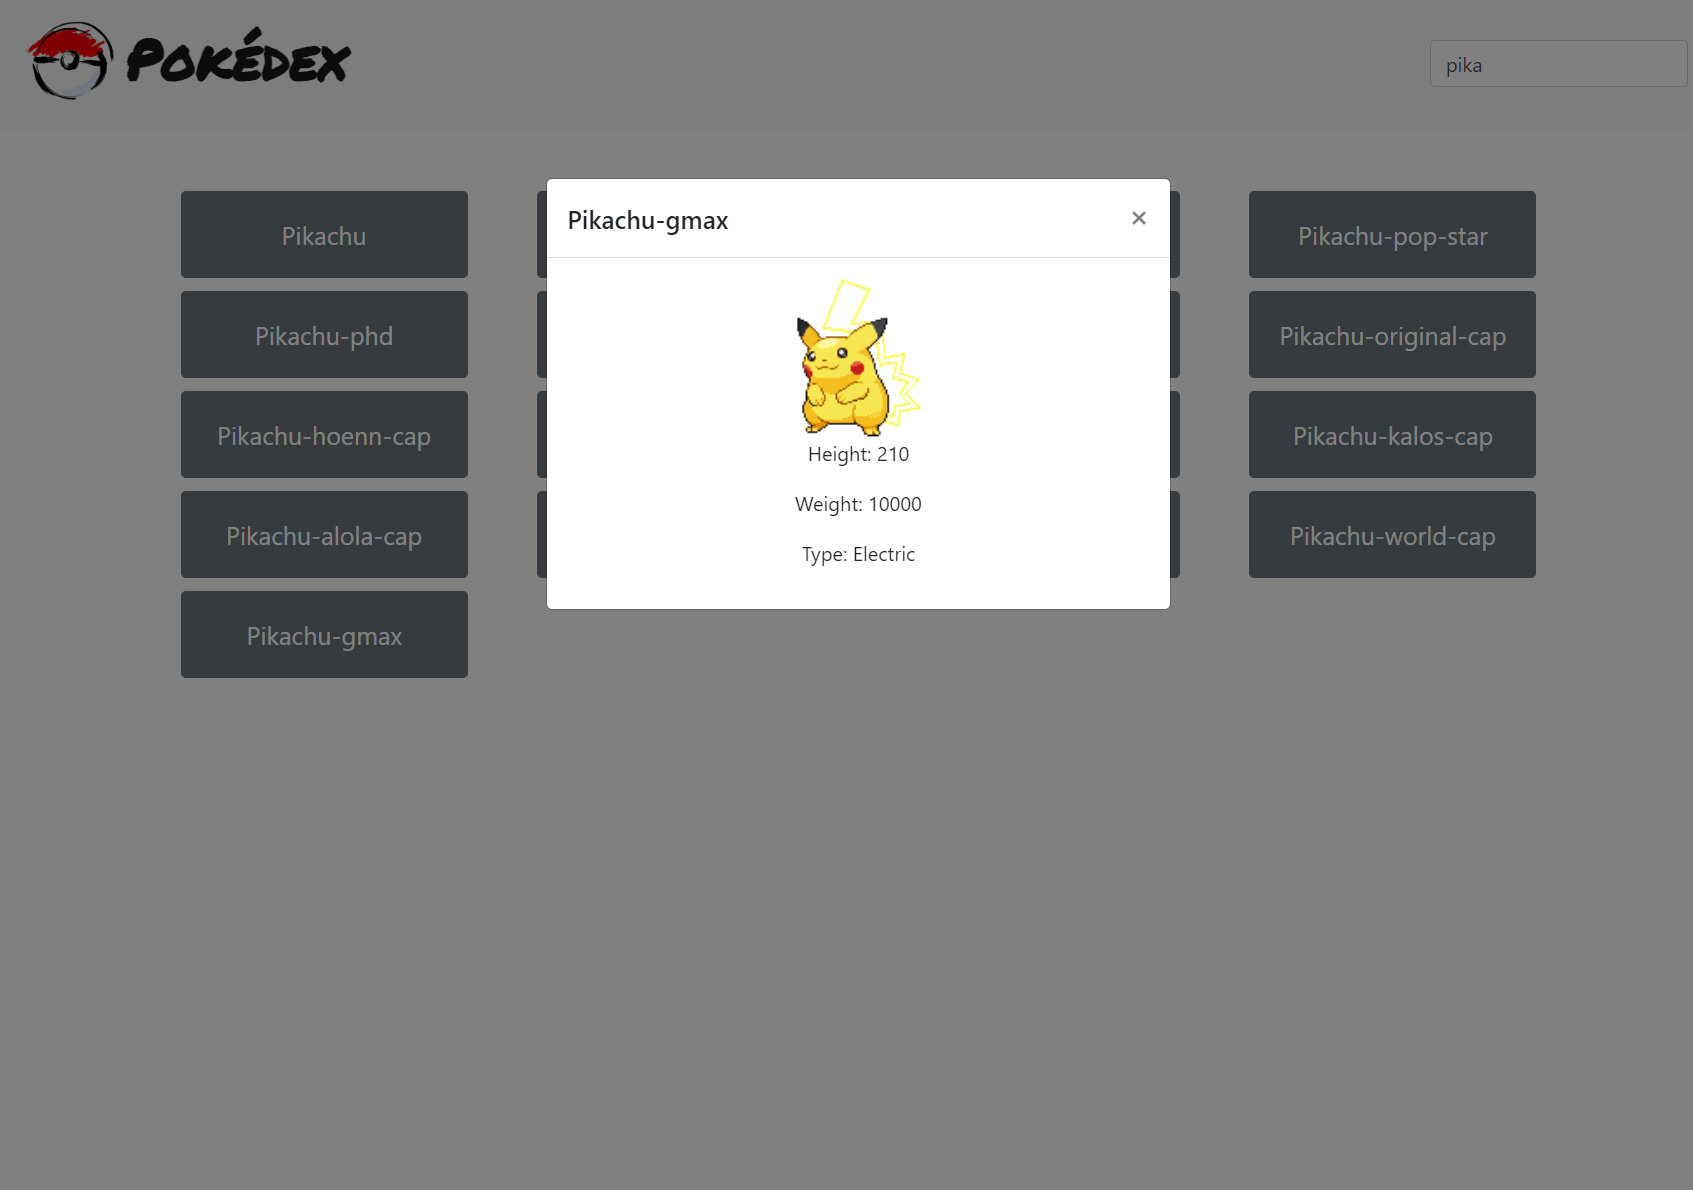 Pokédex
pika
Pikachu-gmax
×
Height: 210
Weight: 10000
Type: Electric
Pikachu
Pikachu-pop-star
Pikachu-phd
Pikachu-original-cap
Pikachu-hoenn-cap
Pikachu-kalos-cap
Pikachu-alola-cap
Pikachu-world-cap
Pikachu-gmax